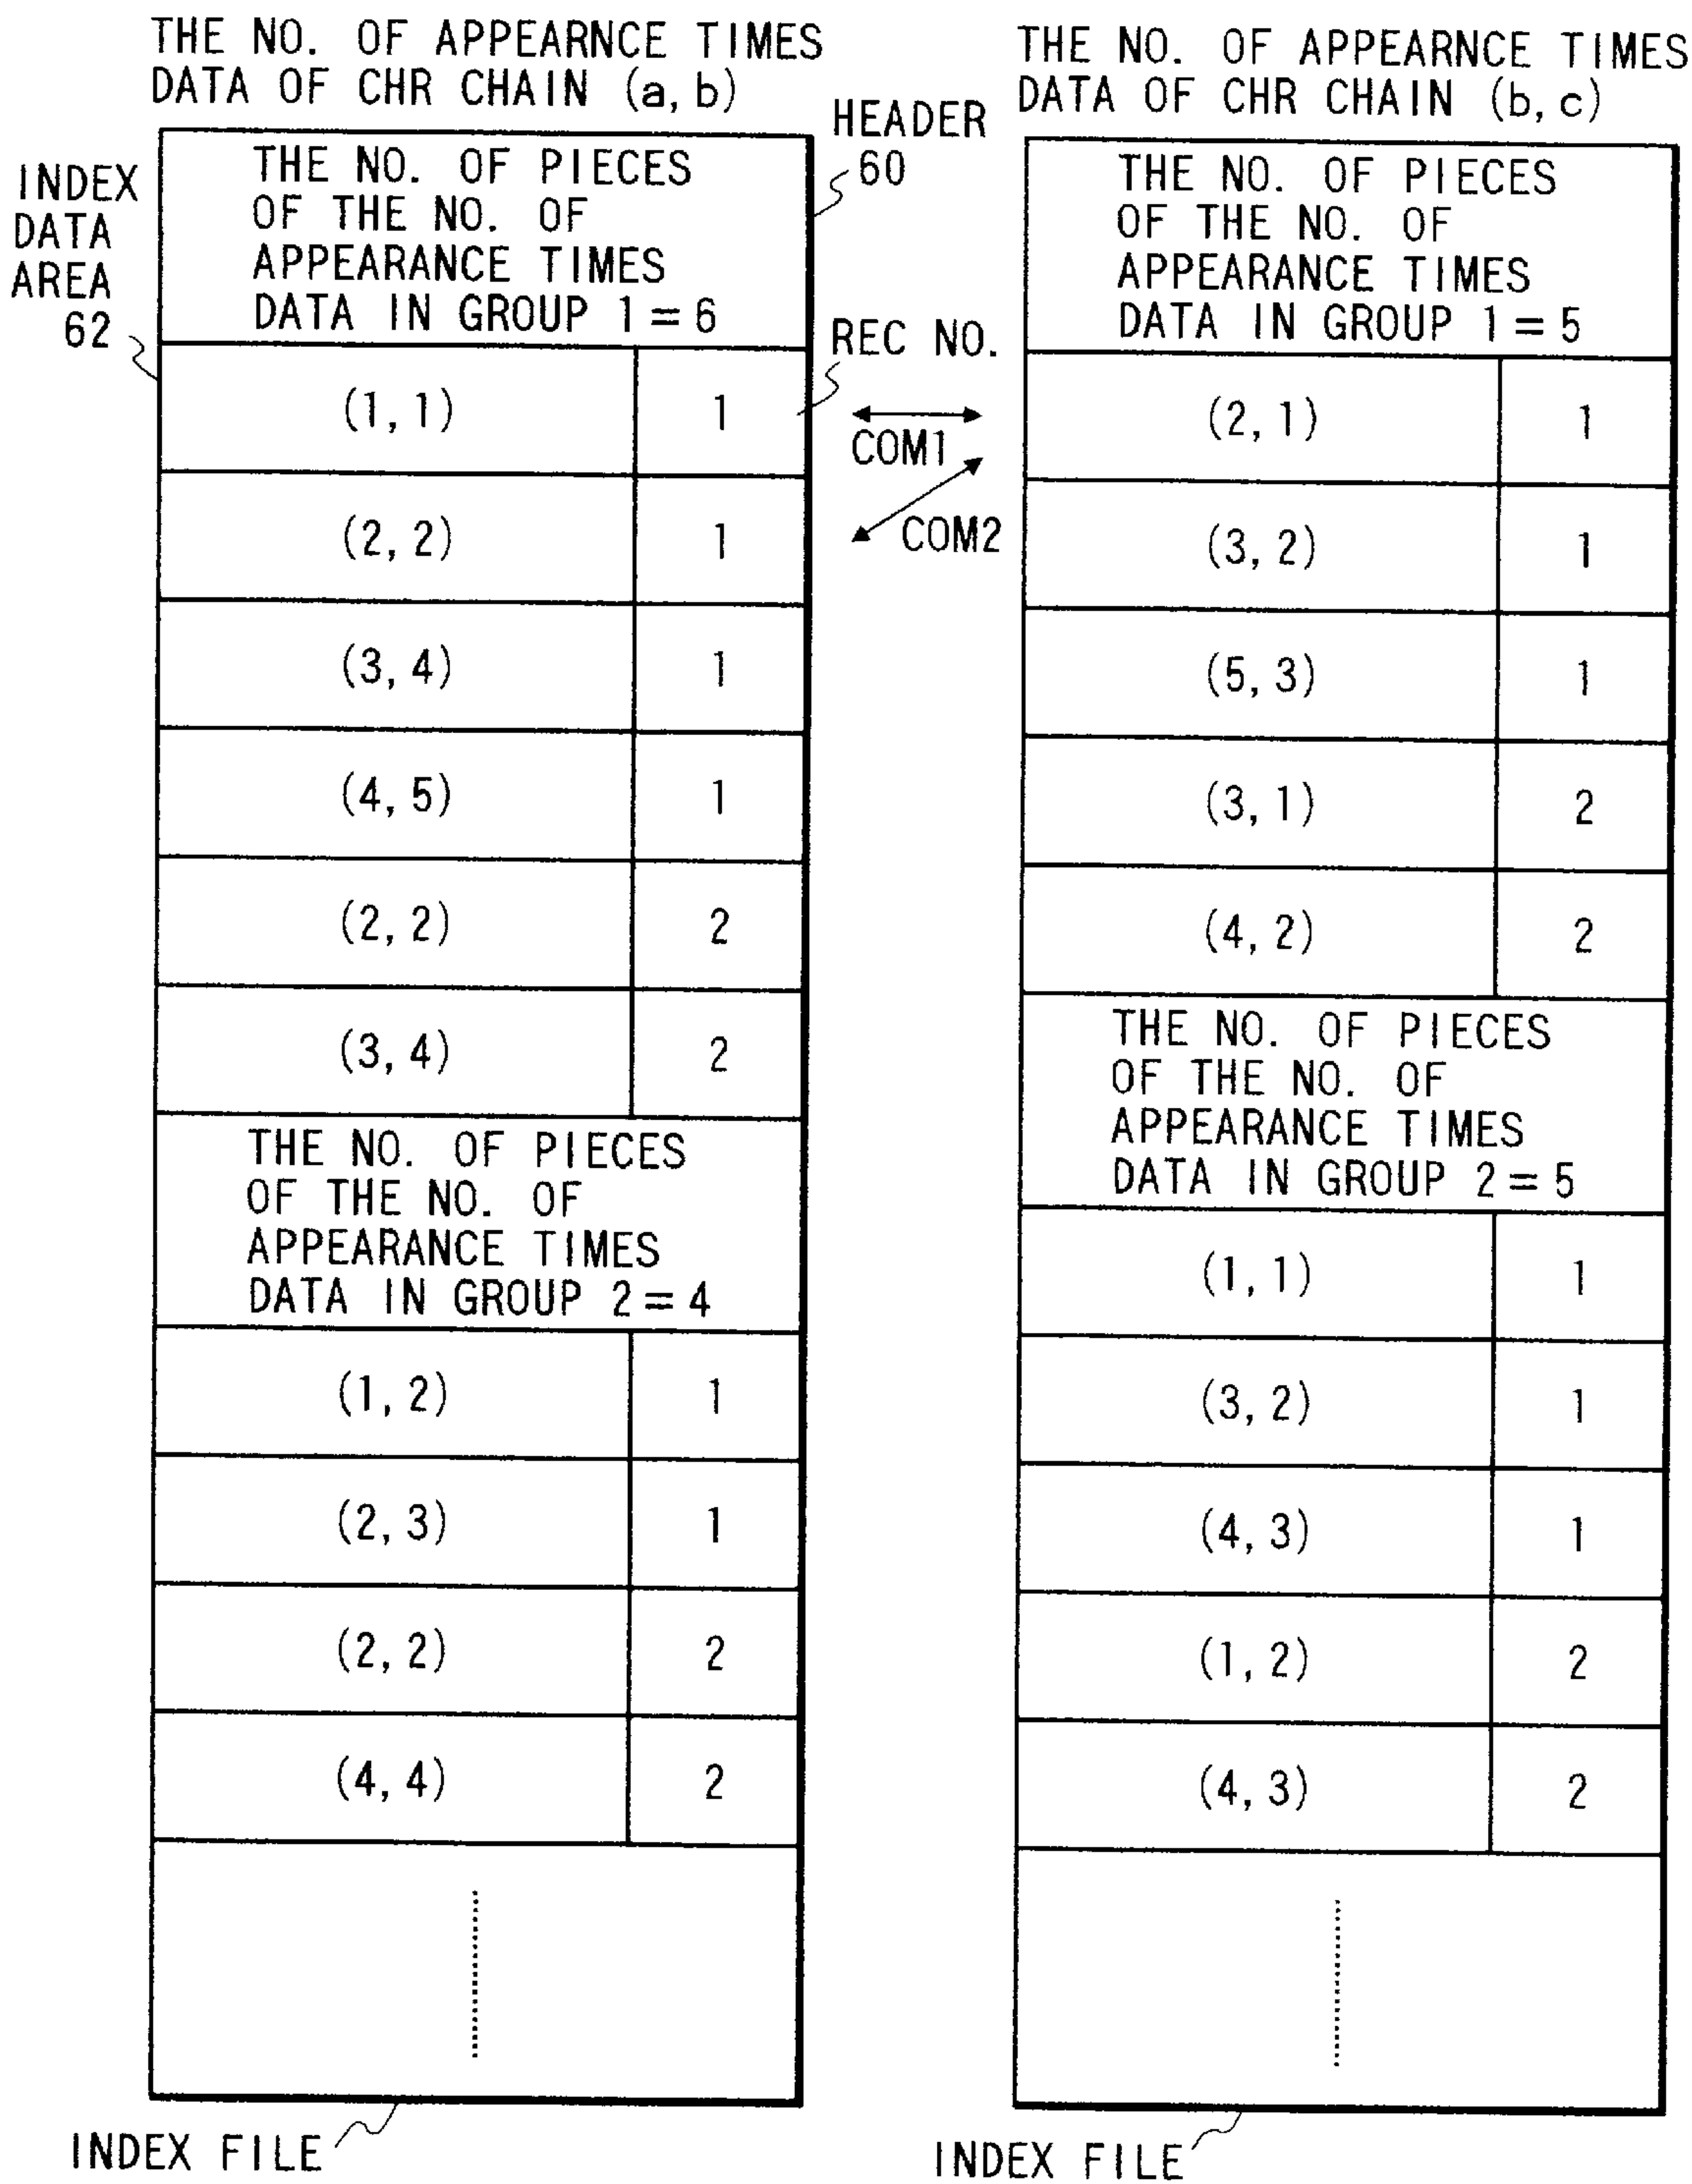 THE NO. OF APPEARNCE TIMES
DATA OF CHR CHAIN (a, b)
HEADER
60
INDEX
DATA
AREA
62
THE NO. OF PIECES
OF THE NO. OF
APPEARANCE TIMES
DATA IN GROUP 1 = 6
REC NO.
(1, 1) 1
(2, 2) 1
(3, 4) 1
(4, 5) 1
(2, 2) 2
(3, 4) 2
THE NO. OF PIECES
OF THE NO. OF
APPEARANCE TIMES
DATA IN GROUP 2 = 4
(1, 2) 1
(2, 3) 1
(2, 2) 2
(4, 4) 2
INDEX FILE
COM1
COM2
THE NO. OF APPEARNCE TIMES
DATA OF CHR CHAIN (b, c)
THE NO. OF PIECES
OF THE NO. OF
APPEARANCE TIMES
DATA IN GROUP 1 = 5
(2, 1) 1
(3, 2) 1
(5, 3) 1
(3, 1) 2
(4, 2) 2
THE NO. OF PIECES
OF THE NO. OF
APPEARANCE TIMES
DATA IN GROUP 2 = 5
(1, 1) 1
(3, 2) 1
(4, 3) 1
(1, 2) 2
(4, 3) 2
INDEX FILE